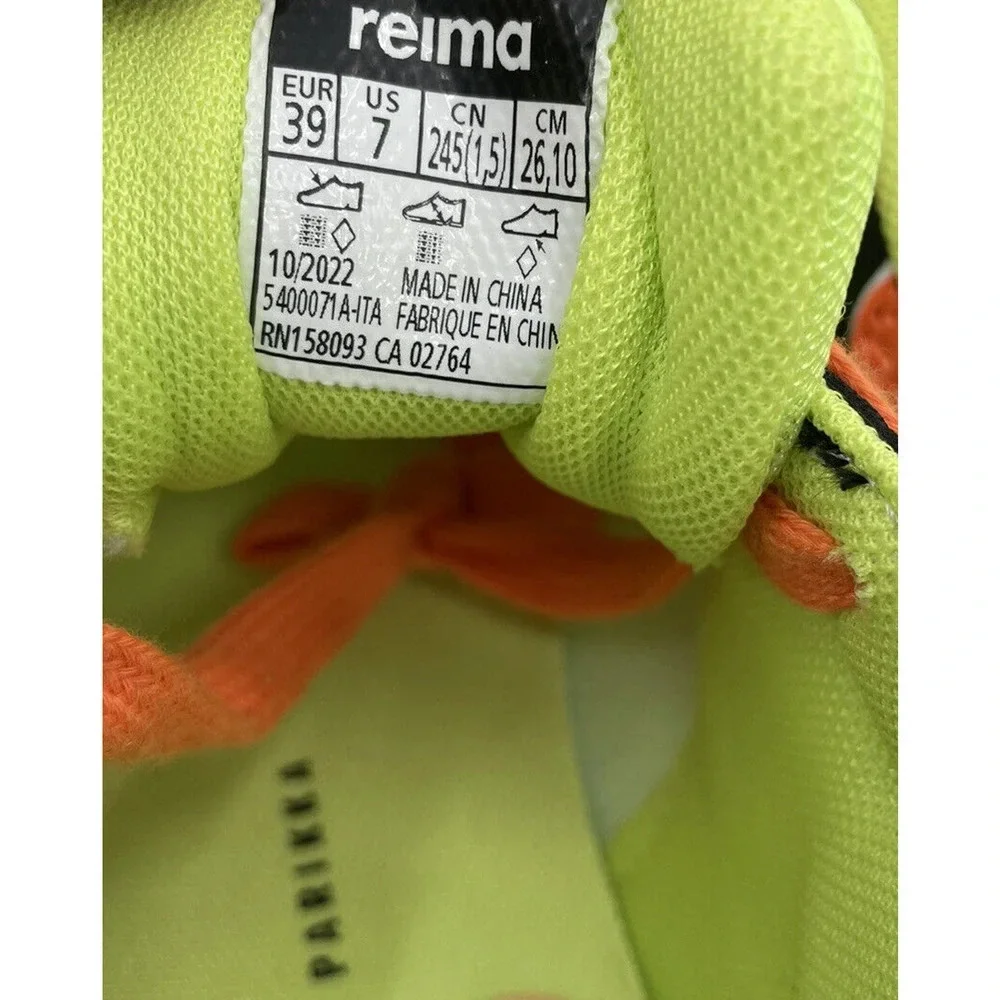 reima
EUR US CN CM
39 7 245(1,5) 26,10
10/2022
5400071A-ITA
MADE IN CHINA
FABRIQUE EN CHIN
RN158093 CA 02764
PARIKKA